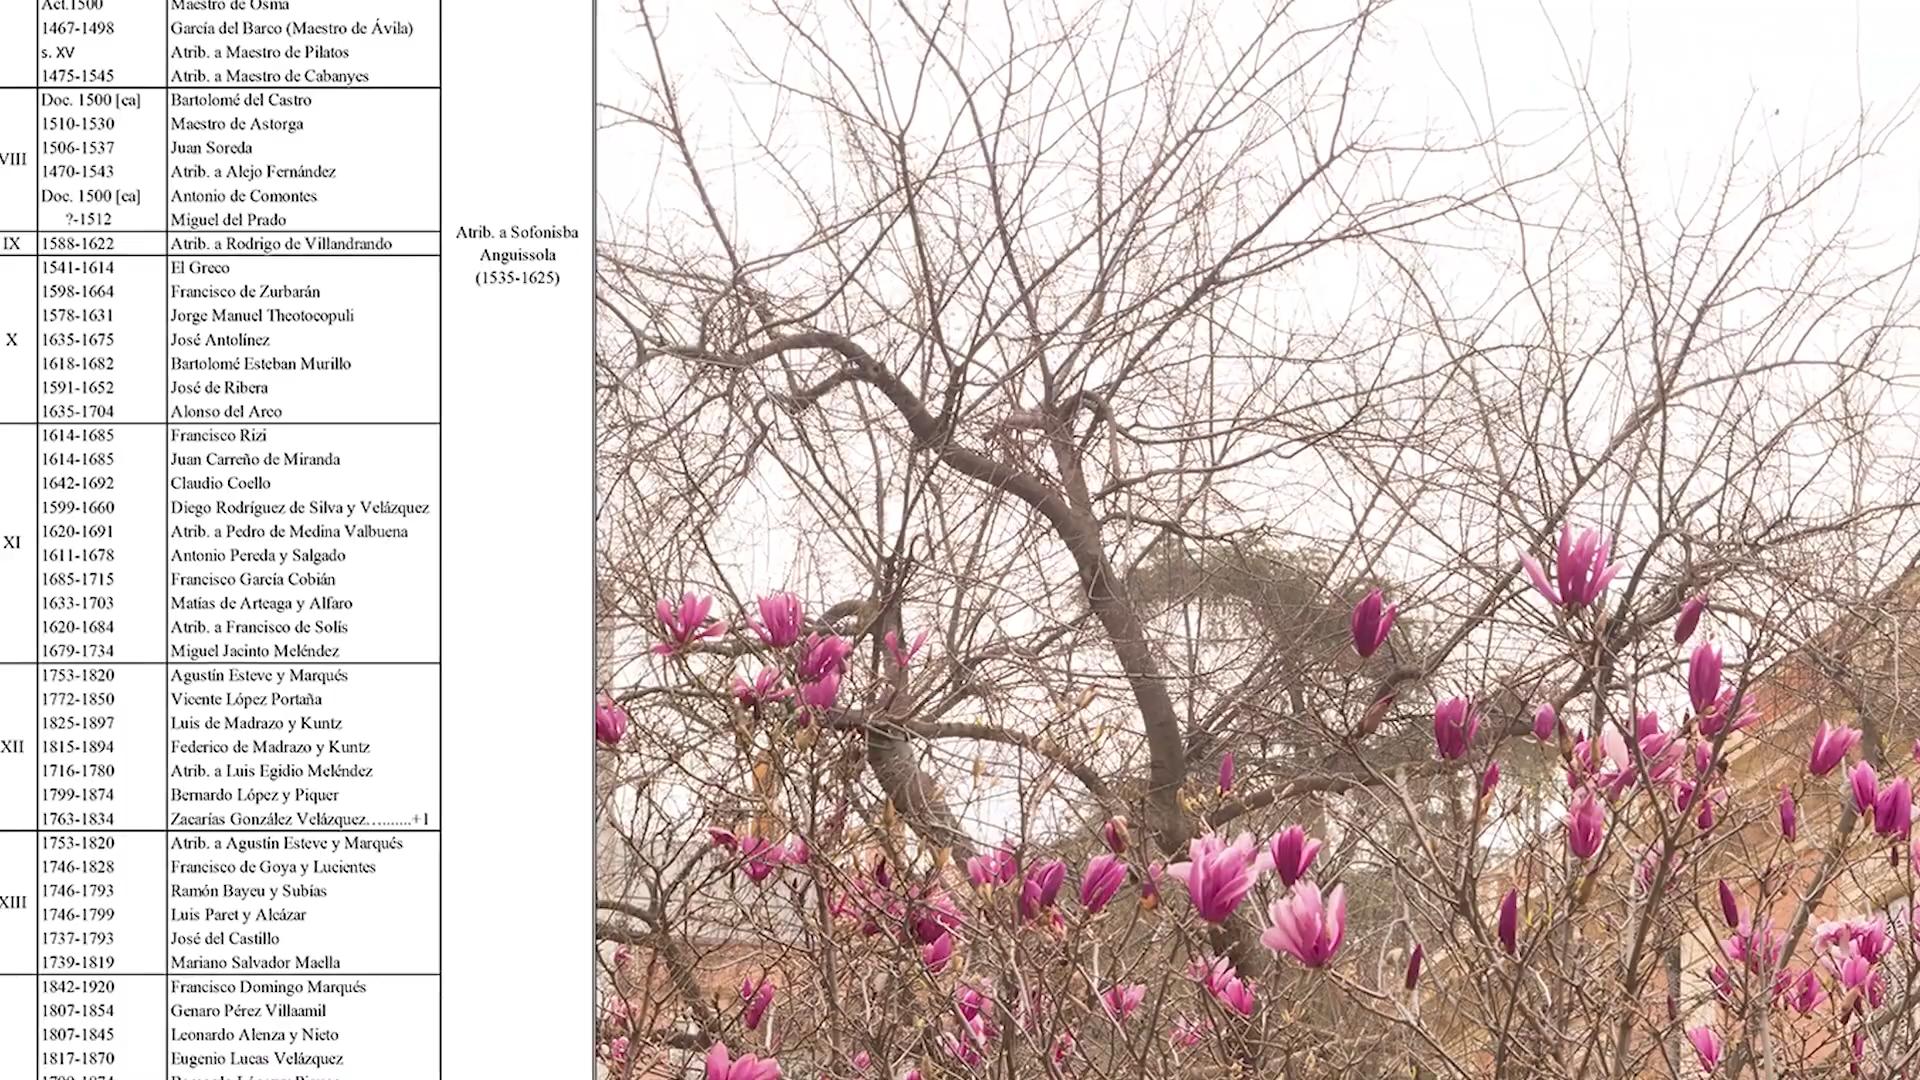 Act.1500 Maestro de Osma
1467-1498 García del Barco (Maestro de Ávila)
s. XV Atrib. a Maestro de Pilatos
1475-1545 Atrib. a Maestro de Cabanyes
VIII
Doc. 1500 [ca] Bartolomé del Castro
1510-1530 Maestro de Astorga
1506-1537 Juan Soreda
1470-1543 Atrib. a Alejo Fernández
Doc. 1500 [ca] Antonio de Comontes
?-1512 Miguel del Prado
IX 1588-1622 Atrib. a Rodrigo de Villandrando
X
1541-1614 El Greco
1598-1664 Francisco de Zurbarán
1578-1631 Jorge Manuel Theotocopuli
1635-1675 José Antolínez
1618-1682 Bartolomé Esteban Murillo
1591-1652 José de Ribera
1635-1704 Alonso del Arco
XI
1614-1685 Francisco Rizi
1614-1685 Juan Carreño de Miranda
1642-1692 Claudio Coello
1599-1660 Diego Rodríguez de Silva y Velázquez
1620-1691 Atrib. a Pedro de Medina Valbuena
1611-1678 Antonio Pereda y Salgado
1685-1715 Francisco García Cobián
1633-1703 Matías de Arteaga y Alfaro
1620-1684 Atrib. a Francisco de Solís
1679-1734 Miguel Jacinto Meléndez
XII
1753-1820 Agustín Esteve y Marqués
1772-1850 Vicente López Portaña
1825-1897 Luis de Madrazo y Kuntz
1815-1894 Federico de Madrazo y Kuntz
1716-1780 Atrib. a Luis Egidio Meléndez
1799-1874 Bernardo López y Piquer
1763-1834 Zacarías González Velázquez…........+1
XIII
1753-1820 Atrib. a Agustín Esteve y Marqués
1746-1828 Francisco de Goya y Lucientes
1746-1793 Ramón Bayeu y Subías
1746-1799 Luis Paret y Alcázar
1737-1793 José del Castillo
1739-1819 Mariano Salvador Maella
1842-1920 Francisco Domingo Marqués
1807-1854 Genaro Pérez Villaamil
1807-1845 Leonardo Alenza y Nieto
1817-1870 Eugenio Lucas Velázquez
Atrib. a Sofonisba
Anguissola
(1535-1625)